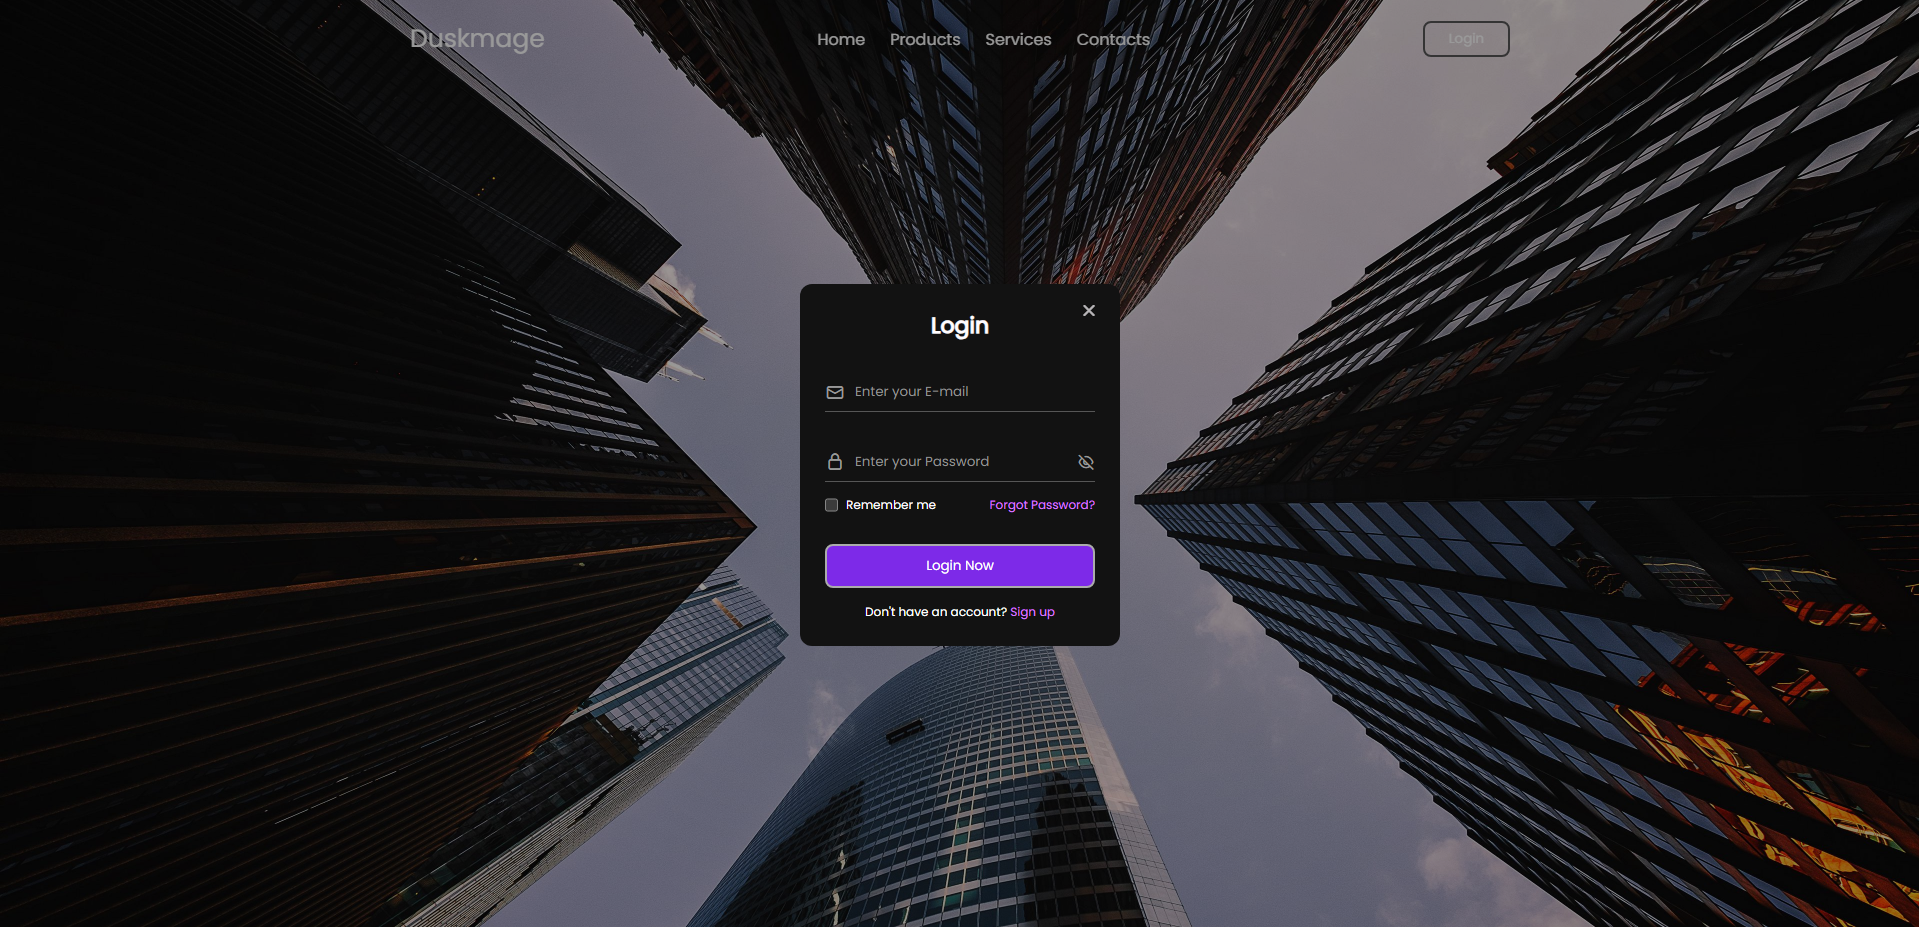 Duskmage
Home Products Services Contacts
Login
Login
Enter your E-mail
Enter your Password
Remember me Forgot Password?
Login Now
Don't have an account? Sign up